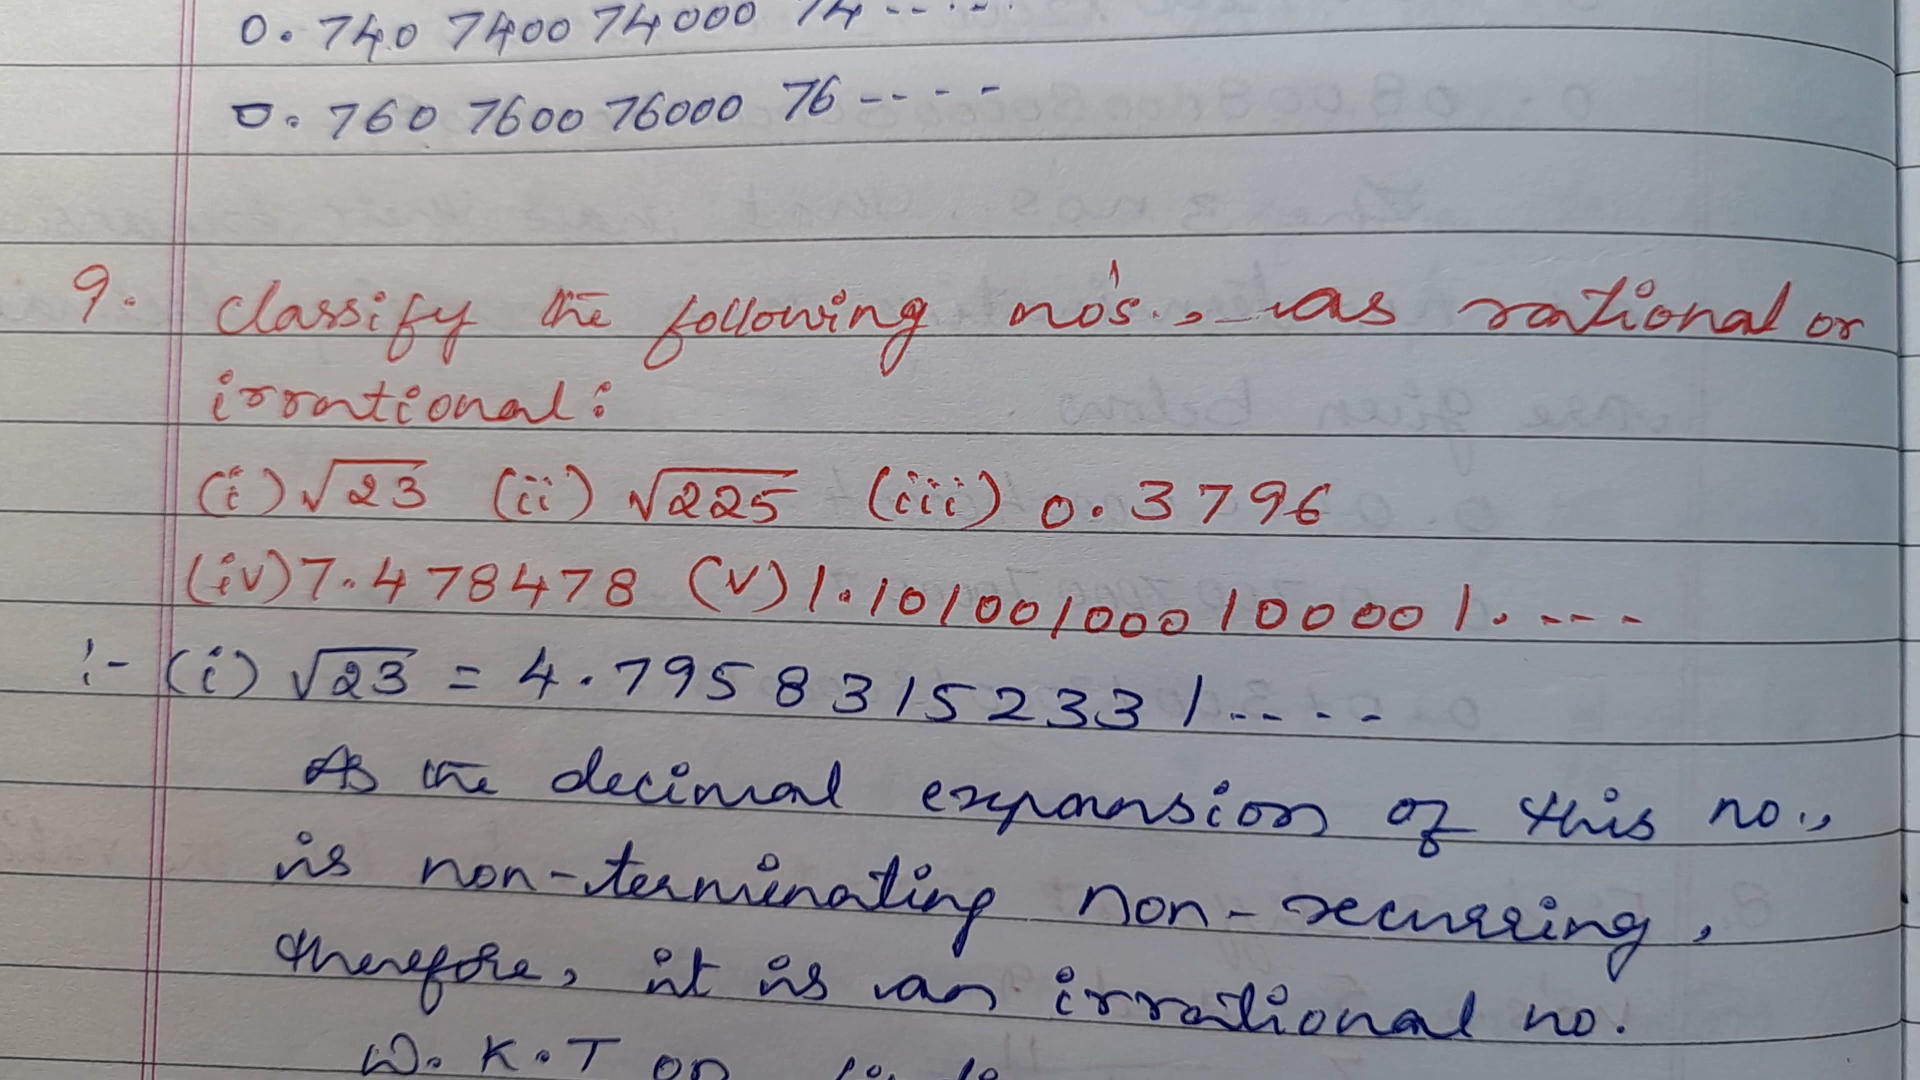 0.740 7400 74000 74 -- -- .
0.760 7600 76000 76 -- - -
9. classify the following no's., as rational or
irrational:
(i) √23 (ii) √225 (iii) 0.3796
(iv) 7.478478 (v) 1.101001000100001. - - - -
:- (i) √23 = 4.79583152331 - - - -
As the decimal expansion of this no.,
is non-terminating non-recurring,
therefore, it is an irrational no.
W.K.T on